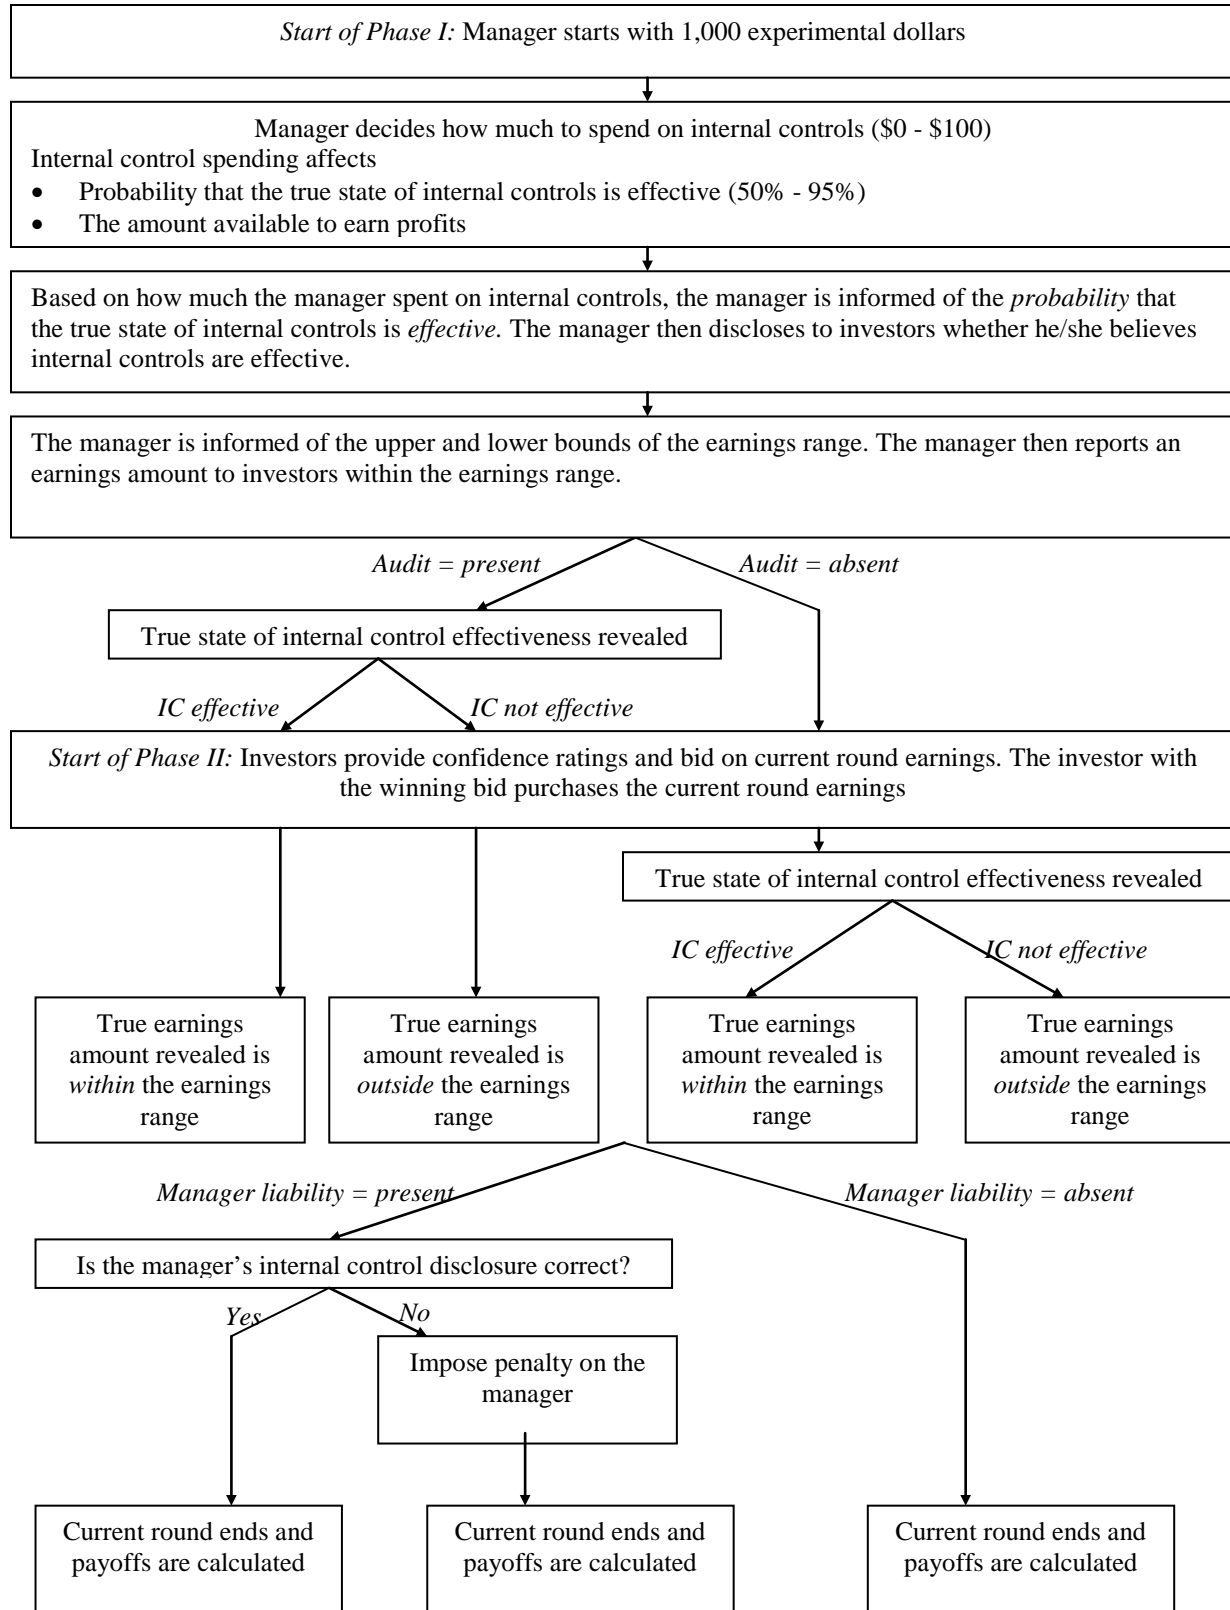 Start of Phase I: Manager starts with 1,000 experimental dollars
Manager decides how much to spend on internal controls ($0 - $100)
Internal control spending affects
• Probability that the true state of internal controls is effective (50% - 95%)
• The amount available to earn profits
Based on how much the manager spent on internal controls, the manager is informed of the probability that
the true state of internal controls is effective. The manager then discloses to investors whether he/she believes
internal controls are effective.
The manager is informed of the upper and lower bounds of the earnings range. The manager then reports an
earnings amount to investors within the earnings range.
Audit = present
Audit = absent
True state of internal control effectiveness revealed
IC effective
IC not effective
Start of Phase II: Investors provide confidence ratings and bid on current round earnings. The investor with
the winning bid purchases the current round earnings
True state of internal control effectiveness revealed
IC effective
IC not effective
True earnings
amount revealed is
within the earnings
range
True earnings
amount revealed is
outside the earnings
range
True earnings
amount revealed is
within the earnings
range
True earnings
amount revealed is
outside the earnings
range
Manager liability = present
Manager liability = absent
Is the manager’s internal control disclosure correct?
Yes
No
Impose penalty on the
manager
Current round ends and
payoffs are calculated
Current round ends and
payoffs are calculated
Current round ends and
payoffs are calculated